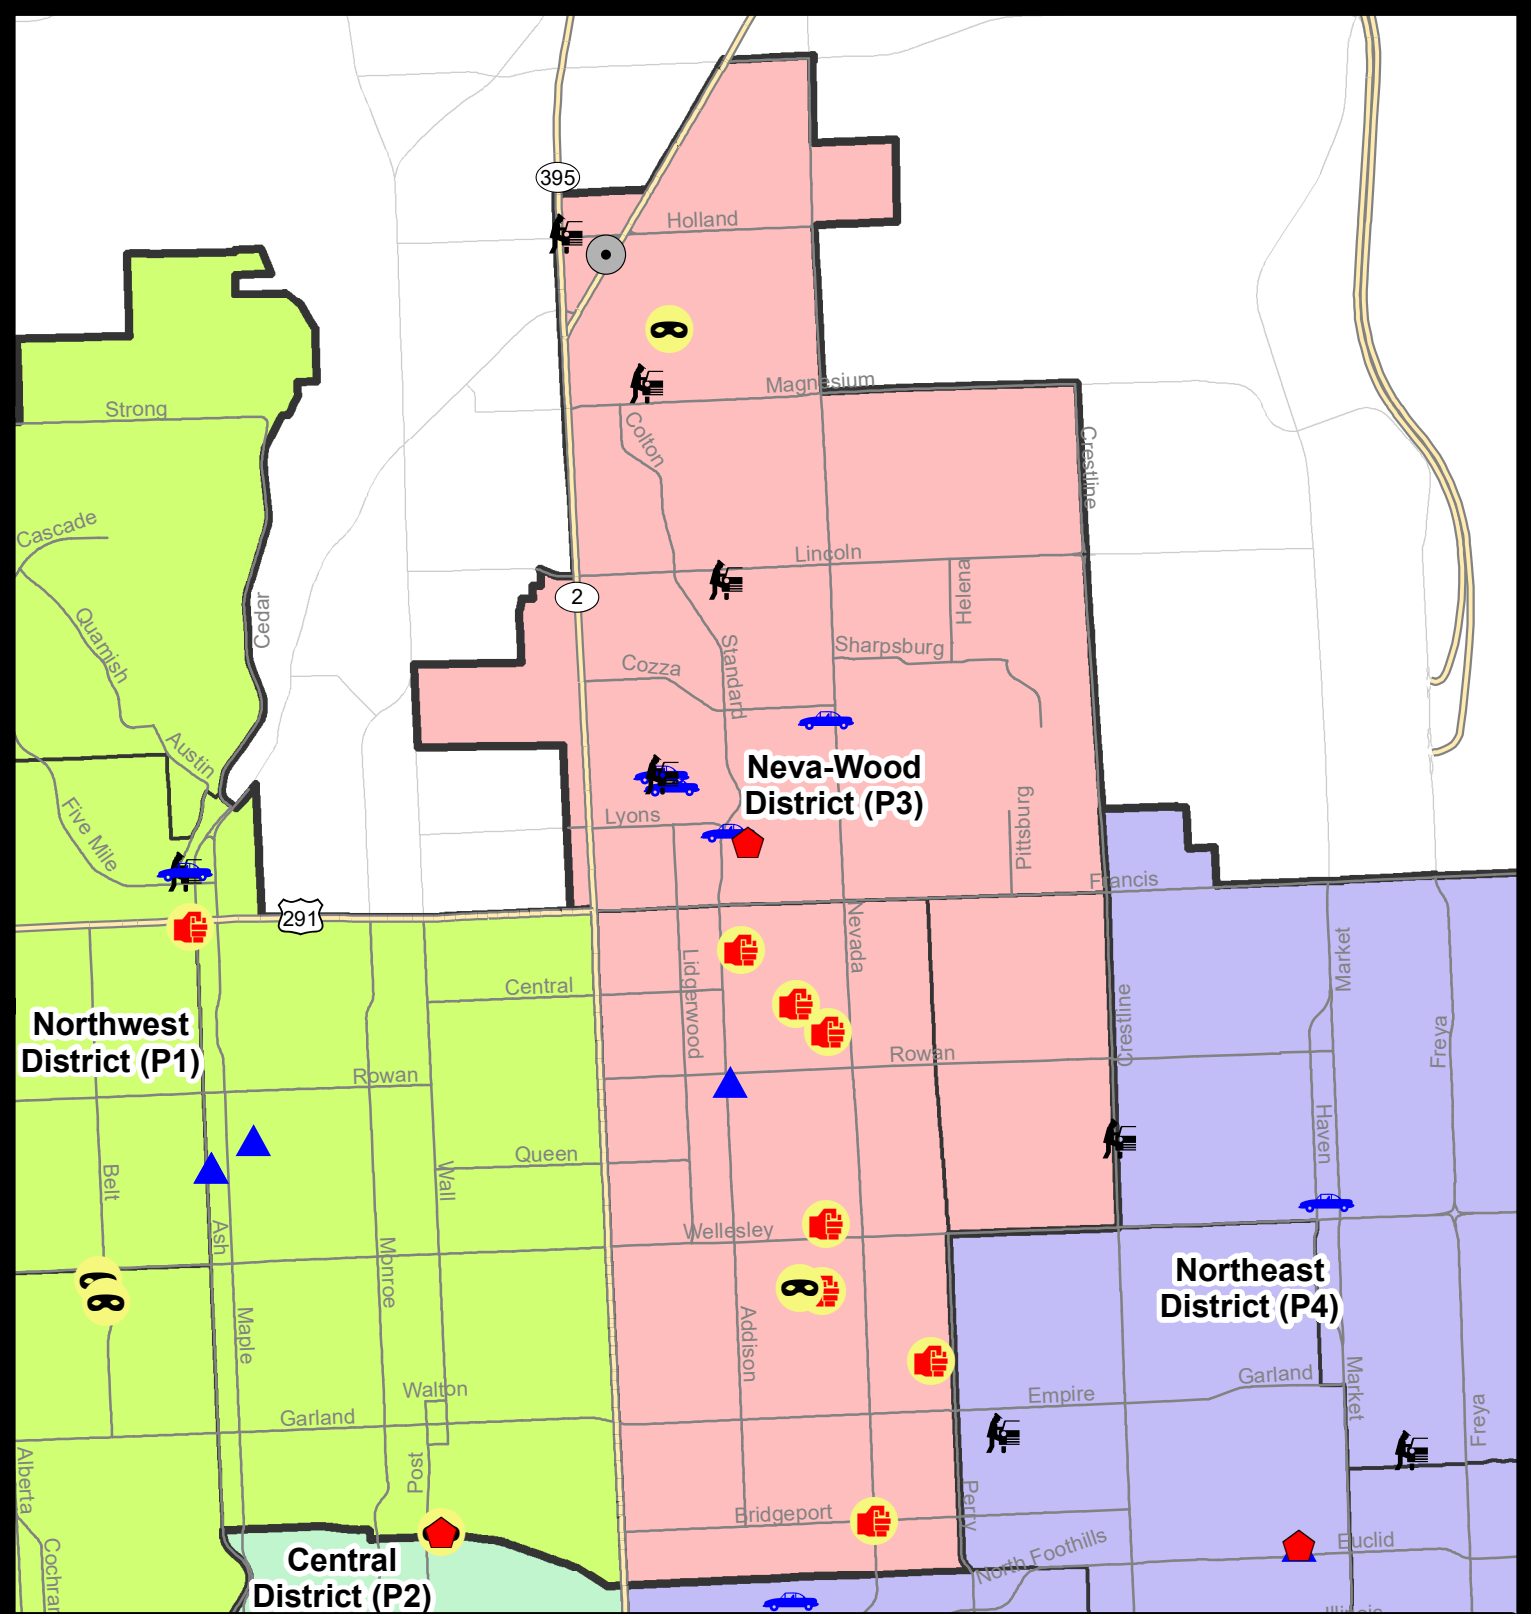 395
Holland
Magnesium
Strong
Colton
Crestline
Cascade
Lincoln
Helena
2
Cedar
Quamish
Sharpsburg
Standard
Cozza
Austin
Neva-Wood
District (P3)
Pittsburg
Five Mile
Lyons
Francis
291
Nevada
Market
Lidgerwood
Central
Crestline
Freya
Northwest
District (P1)
Rowan
Rowan
Haven
Queen
Belt
Wall
Ash
Wellesley
Monroe
Northeast
District (P4)
Maple
Addison
Walton
Empire
Garland
Market
Garland
Freya
Alberta
Post
Perry
Bridgeport
Euclid
North Foothills
Central
District (P2)